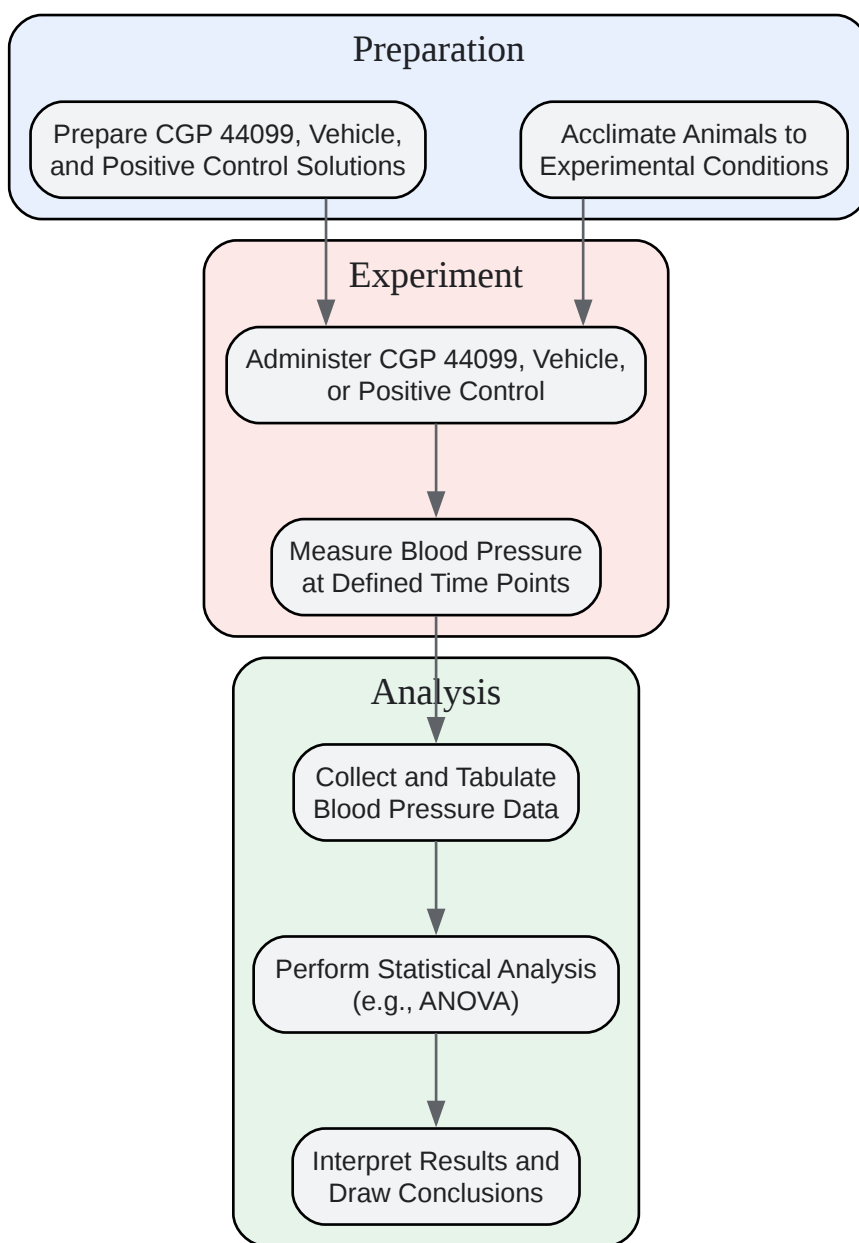 Preparation
Prepare CGP 44099, Vehicle,
and Positive Control Solutions
Acclimate Animals to
Experimental Conditions
Experiment
Administer CGP 44099, Vehicle,
or Positive Control
Measure Blood Pressure
at Defined Time Points
Analysis
Collect and Tabulate
Blood Pressure Data
Perform Statistical Analysis
(e.g., ANOVA)
Interpret Results and
Draw Conclusions